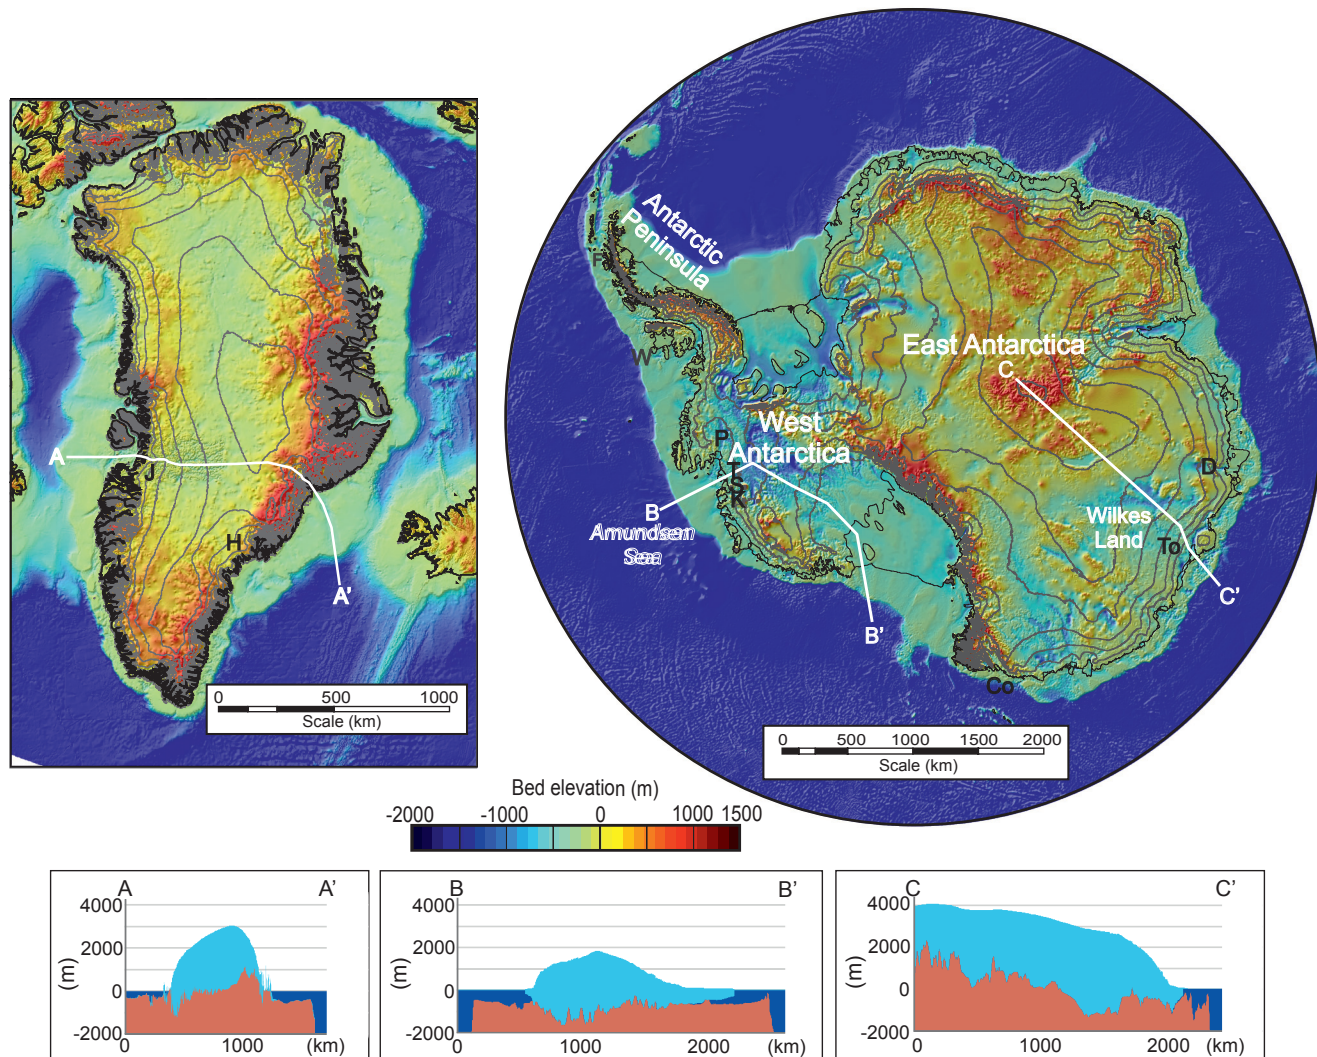 Antarctic
Peninsula
F
W
East Antarctica
C
West
Antarctica
P
T
S
K
A
J
H
A'
B
Amundsen
Sea
D
Wilkes
Land
To
C'
B'
Co
0 500 1000
Scale (km)
0 500 1000 1500 2000
Scale (km)
Bed elevation (m)
-2000 -1000 0 1000 1500
A A'
4000
2000
0
-2000
(m)
0 1000 (km)
B B'
4000
2000
0
-2000
(m)
0 1000 2000 (km)
C C'
4000
2000
0
-2000
(m)
0 1000 2000 (km)